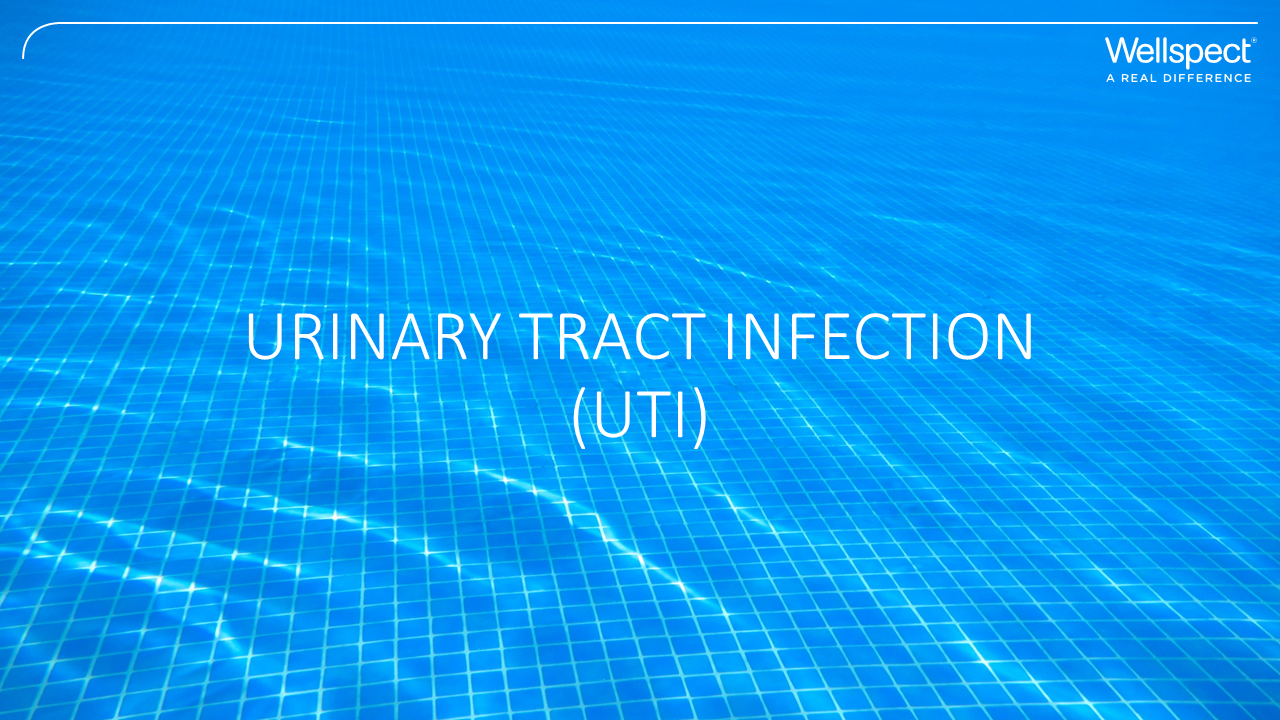 Wellspect®
A REAL DIFFERENCE
URINARY TRACT INFECTION
(UTI)